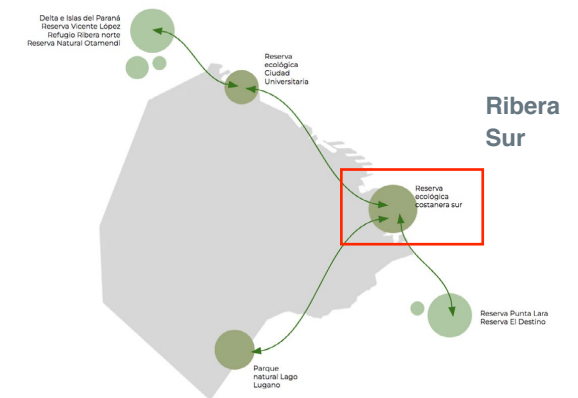 Delta e Islas del Paraná
Reserva Vicente López
Refugio Ribera norte
Reserva Natural Otamendi
Reserva
ecológica
Ciudad
Universitaria
Ribera
Sur
Reserva
ecológica
costanera sur
Reserva Punta Lara
Reserva El Destino
Parque
natural Lago
Lugano